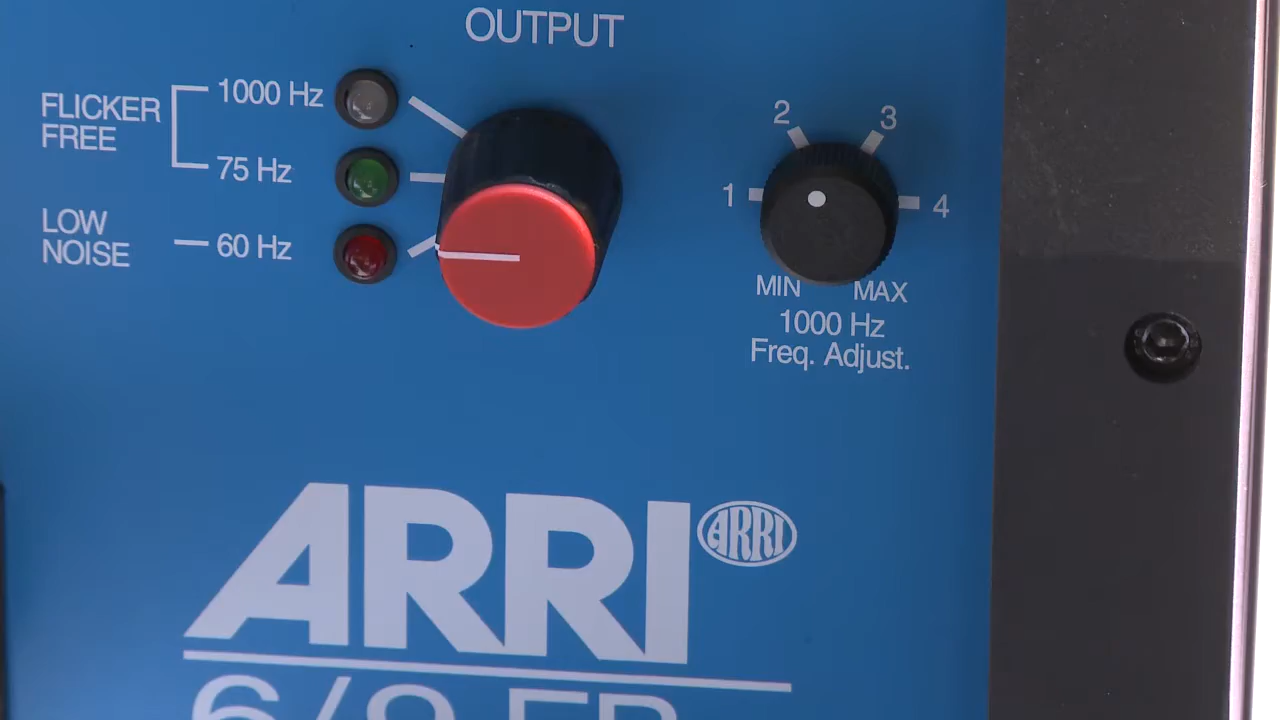 OUTPUT
FLICKER
FREE
1000 Hz
75 Hz
LOW
NOISE
60 Hz
1
2
3
4
MIN
MAX
1000 Hz
Freq. Adjust.
ARRI
ARRI